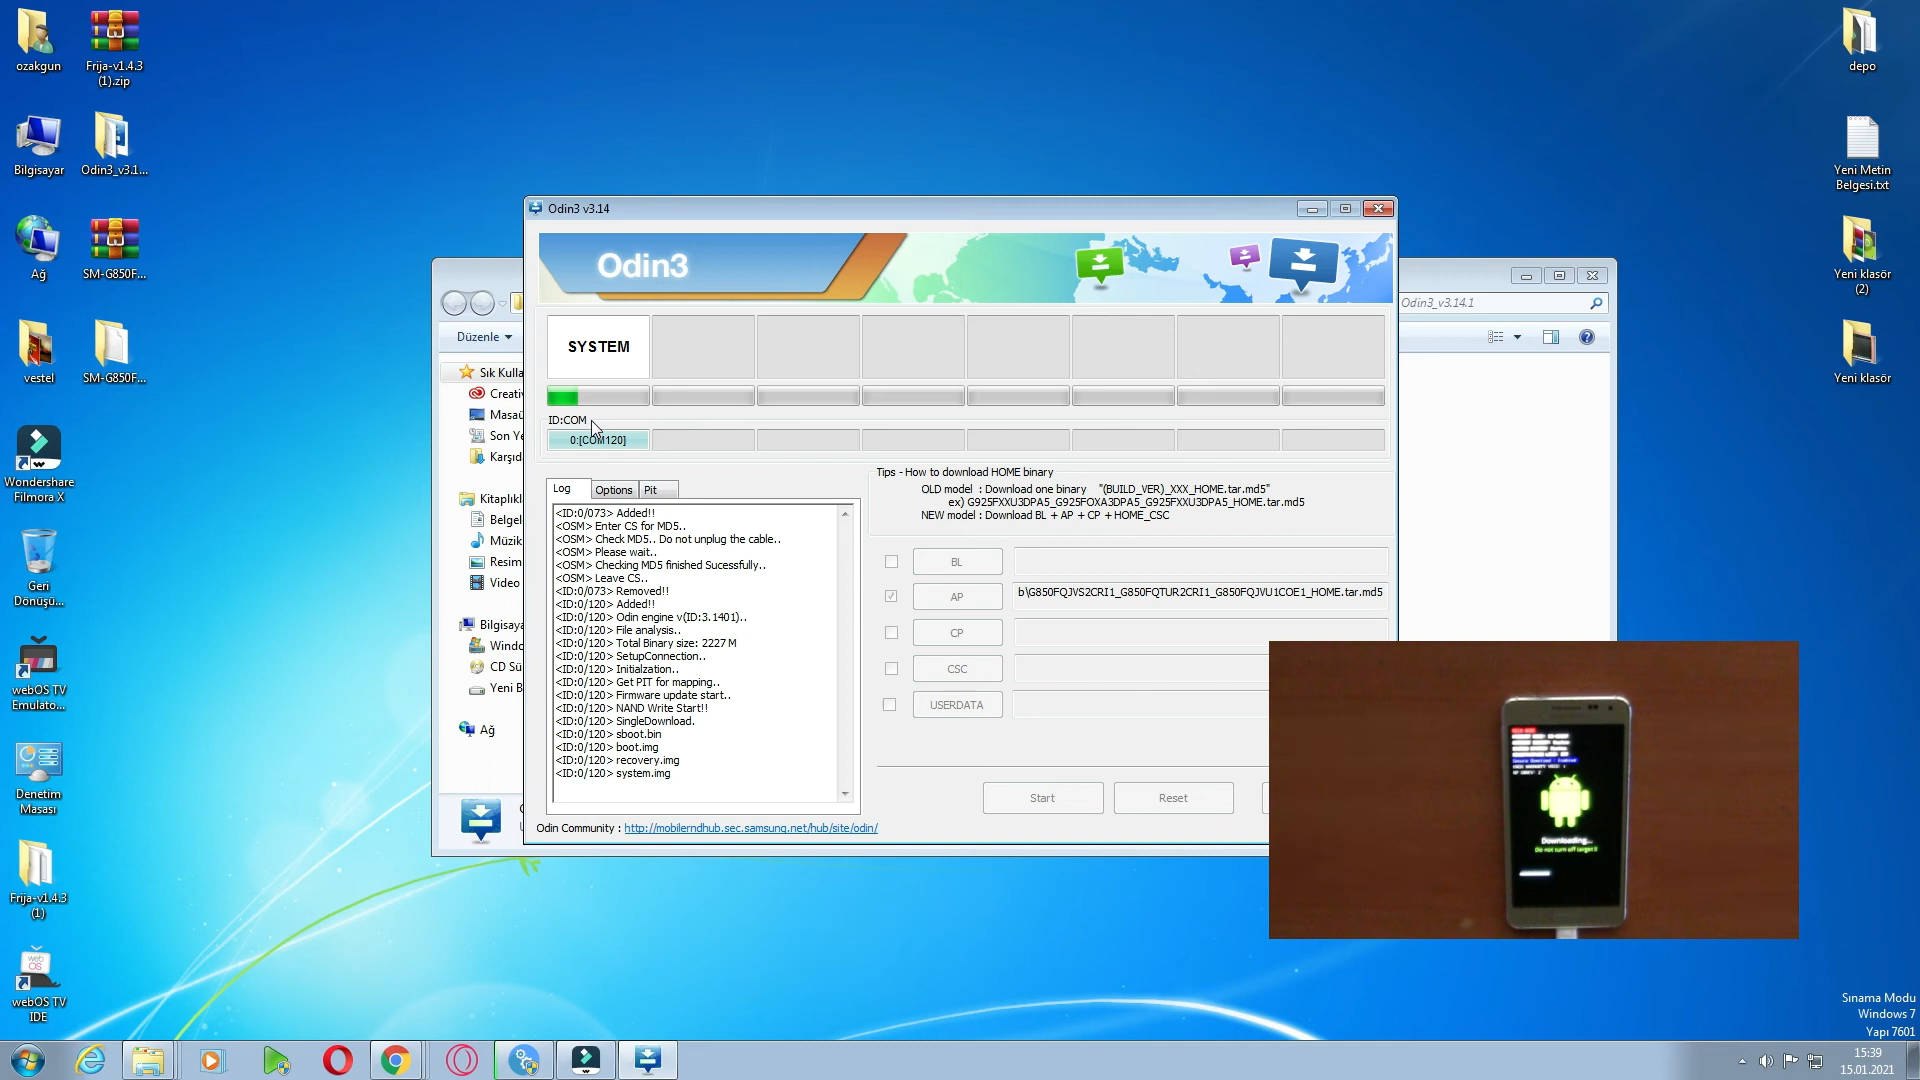 ozakgun
Frija-v1.4.3
(1).zip
Bilgisayar
Odin3_v3.1...
Ağ
SM-G850F...
vestel
SM-G850F...
Wondershare
Filmora X
Geri
Dönüşü...
webOS TV
Emulato...
Denetim
Masası
Frija-v1.4.3
(1)
web
OS
webOS TV
IDE
depo
Yeni Metin
Belgesi.txt
Yeni klasör
(2)
Yeni klasör
Odin3_v3.14.1
Düzenle
Sık Kulla
Creativ
Masaü
Son Ye
Karşıd
Kitaplıkl
Belgel
Müzik
Resim
Video
Bilgisaya
Windo
CD Sü
Yeni B
Ağ
Odin3 v3.14
Odin3
SYSTEM
ID:COM
0:[COM120]
Log
Options
Pit
<ID:0/073> Added!!
<OSM> Enter CS for MD5..
<OSM> Check MD5.. Do not unplug the cable..
<OSM> Please wait..
<OSM> Checking MD5 finished Sucessfully..
<OSM> Leave CS..
<ID:0/073> Removed!!
<ID:0/120> Added!!
<ID:0/120> Odin engine v(ID:3.1401)..
<ID:0/120> File analysis..
<ID:0/120> Total Binary size: 2227 M
<ID:0/120> SetupConnection..
<ID:0/120> Initialzation..
<ID:0/120> Get PIT for mapping..
<ID:0/120> Firmware update start..
<ID:0/120> NAND Write Start!!
<ID:0/120> SingleDownload.
<ID:0/120> sboot.bin
<ID:0/120> boot.img
<ID:0/120> recovery.img
<ID:0/120> system.img
Tips - How to download HOME binary
OLD model : Download one binary "(BUILD_VER)_XXX_HOME.tar.md5"
ex) G925FXXU3DPA5_G925FOXA3DPA5_G925FXXU3DPA5_HOME.tar.md5
NEW model : Download BL + AP + CP + HOME_CSC
BL
AP
b\G850FQJVS2CRI1_G850FQTUR2CRI1_G850FQJVU1COE1_HOME.tar.md5
CP
CSC
USERDATA
Start
Reset
Odin Community : http://mobilerndhub.sec.samsung.net/hub/site/odin/
Downloading...
Do not turn off target!!
Sınama Modu
Windows 7
Yapı 7601
15:39
15.01.2021